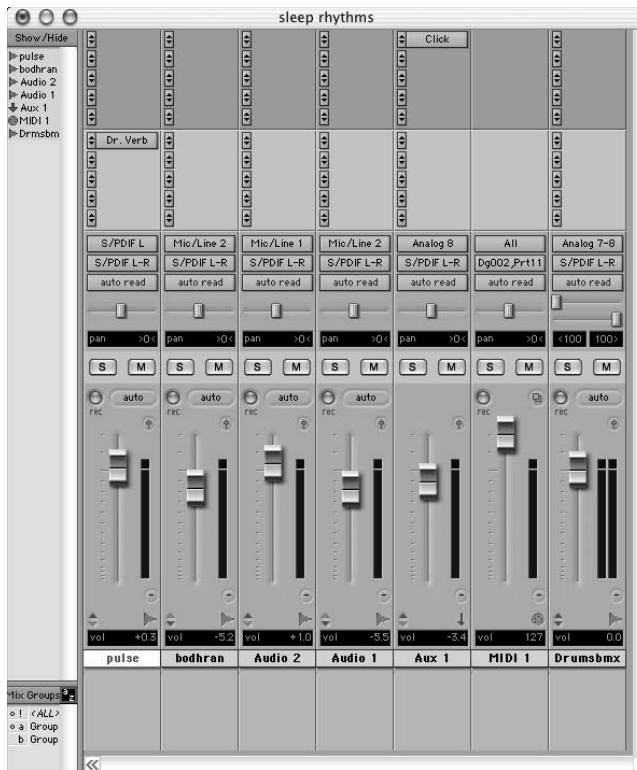 sleep rhythms
Show/Hide
pulse
bodhran
Audio 2
Audio 1
Aux 1
MIDI 1
Drmsbm
Click
Dr. Verb
S/PDIF L Mic/Line 2 Mic/Line 1 Mic/Line 2 Analog 8 All Analog 7-8
S/PDIF L-R S/PDIF L-R S/PDIF L-R S/PDIF L-R S/PDIF L-R Dg002,Prt11 S/PDIF L-R
auto read auto read auto read auto read auto read auto read auto read
pan >0< pan >0< pan >0< pan >0< pan >0< pan >0< <100 100>
S M S M S M S M S M S M S M
auto auto auto auto auto
rec rec rec rec rec rec
vol +0.3 vol -5.2 vol +1.0 vol -5.5 vol -3.4 vol 127 vol 0.0
pulse bodhran Audio 2 Audio 1 Aux 1 MIDI 1 Drumsbmx
Mix Groups a z
! <ALL>
a Group
b Group